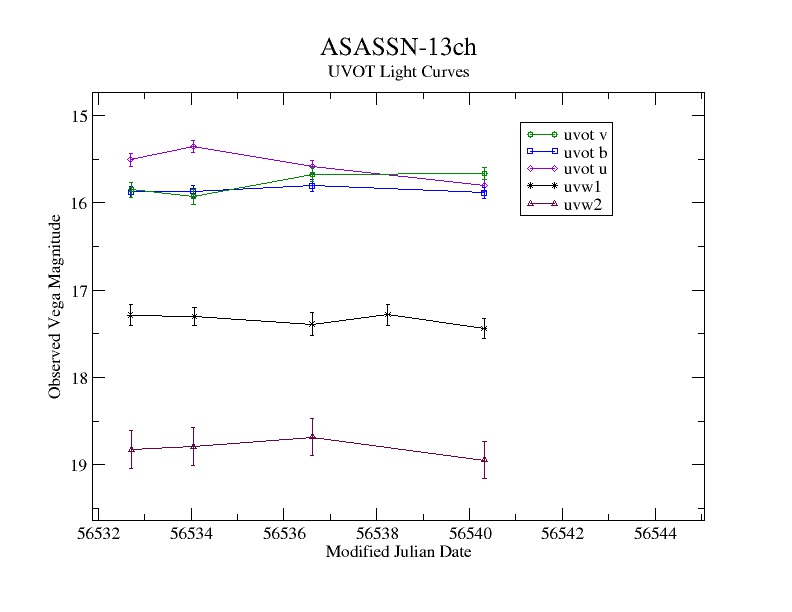 ASASSN-13ch
UVOT Light Curves
15
16
17
18
19
Observed Vega Magnitude
uvot v
uvot b
uvot u
uvw1
uvw2
56532 56534 56536 56538 56540 56542 56544
Modified Julian Date